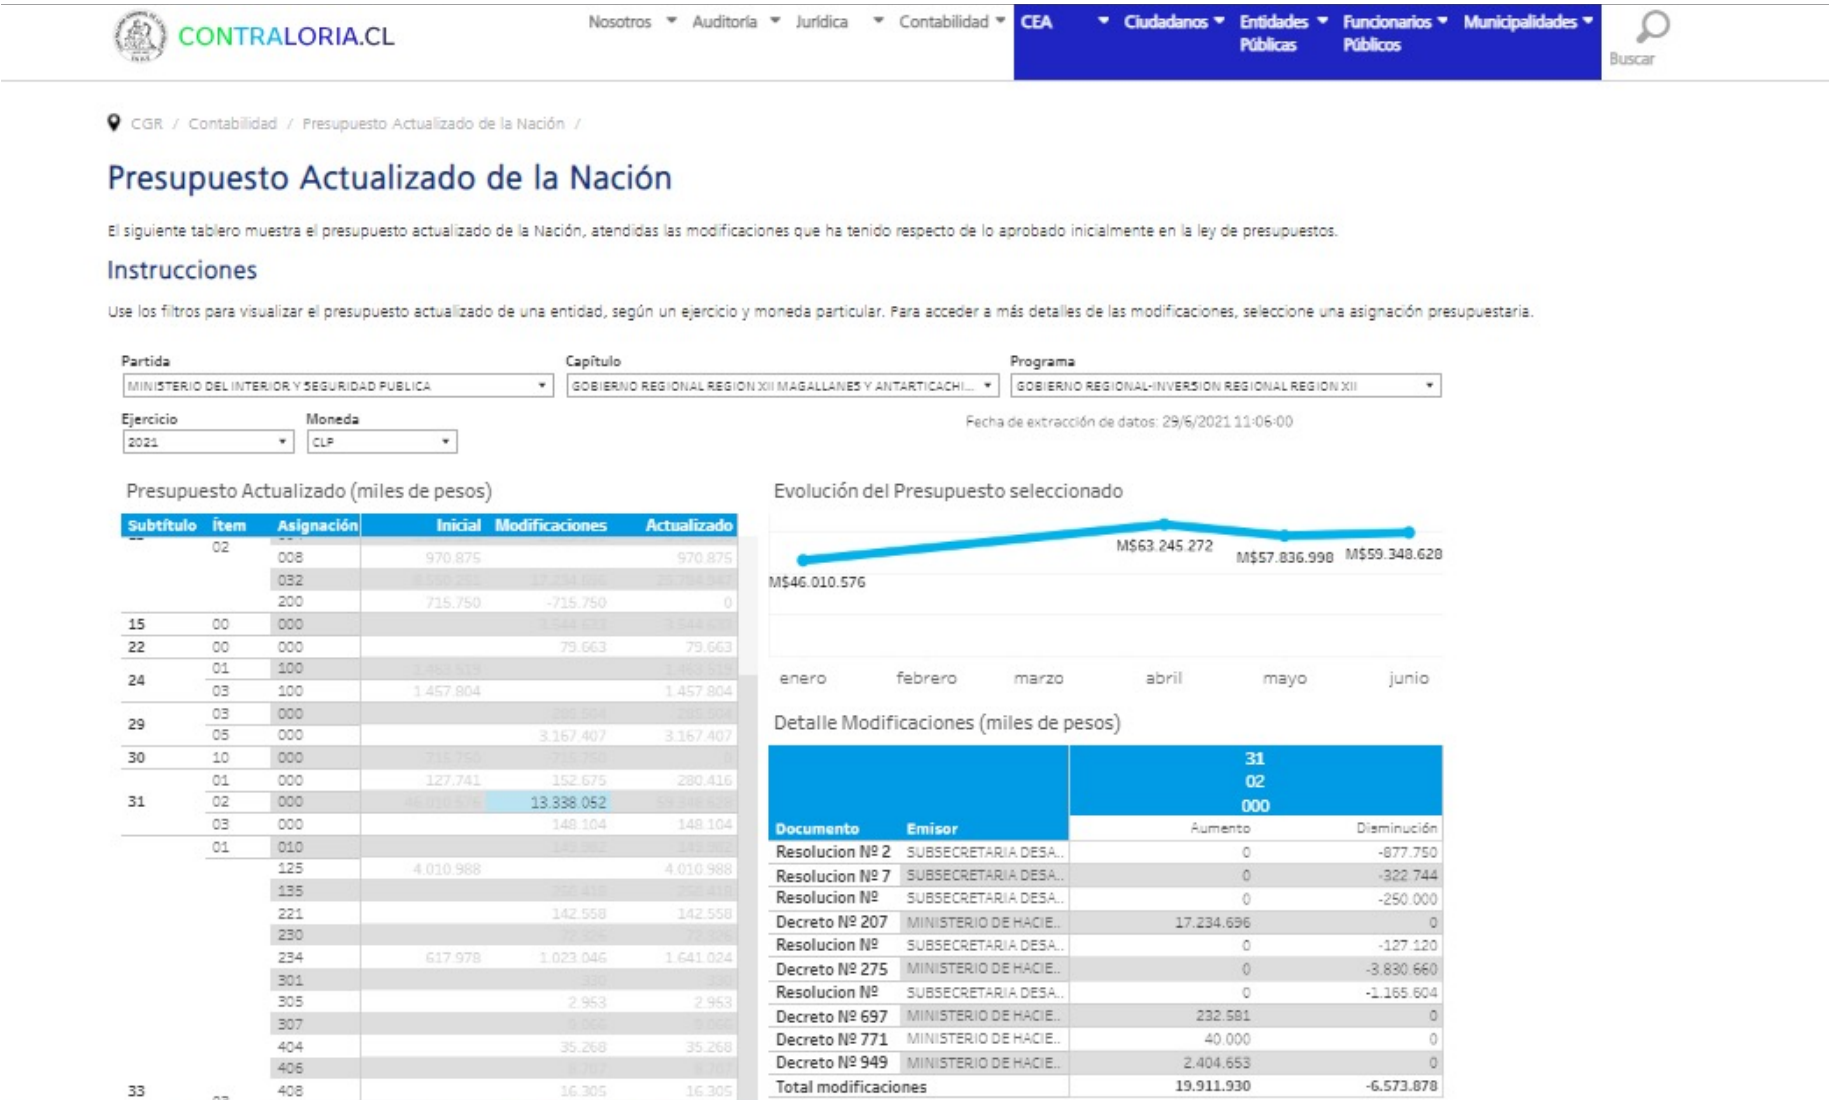 CONTRALORIA.CL
Nosotros Auditoría Jurídica Contabilidad CEA Ciudadanos Entidades Públicas Funcionarios Públicos Municipalidades
Buscar
CGR / Contabilidad / Presupuesto Actualizado de la Nación /
Presupuesto Actualizado de la Nación
El siguiente tablero muestra el presupuesto actualizado de la Nación, atendidas las modificaciones que ha tenido respecto de lo aprobado inicialmente en la ley de presupuestos.
Instrucciones
Use los filtros para visualizar el presupuesto actualizado de una entidad, según un ejercicio y moneda particular. Para acceder a más detalles de las modificaciones, seleccione una asignación presupuestaria.
Partida Capítulo Programa
MINISTERIO DEL INTERIOR Y SEGURIDAD PUBLICA GOBIERNO REGIONAL REGION XII MAGALLANES Y ANTARTICACHI... GOBIERNO REGIONAL-INVERSION REGIONAL REGION XII
Ejercicio Moneda
2021 CLP
Fecha de extracción de datos: 29/6/2021 11:06:00
Presupuesto Actualizado (miles de pesos)
Subtítulo Ítem Asignación Inicial Modificaciones Actualizado
02
008 970.875 970.875
032
200 715.750 -715.750 0
15 00 000
22 00 000 79.663 79.663
24 01 100
03 100 1.457.804 1.457.804
29 03 000
05 000 3.167.407 3.167.407
30 10 000
01 000 127.741 152.675 280.416
31 02 000 13.338.052
03 000 148.104 148.104
01 010
125 4.010.988 4.010.988
135
221 142.558 142.558
230
234 617.978 1.023.046 1.641.024
301
305 2.953 2.953
307
404 35.268 35.268
406
33 408 16.305 16.305
Evolución del Presupuesto seleccionado
M$46.010.576 M$63.245.272 M$57.836.998 M$59.348.628
enero febrero marzo abril mayo junio
Detalle Modificaciones (miles de pesos)
31
02
000
Documento Emisor Aumento Disminución
Resolucion Nº 2 SUBSECRETARIA DESA.. 0 -877.750
Resolucion Nº 7 SUBSECRETARIA DESA.. 0 -322.744
Resolucion Nº SUBSECRETARIA DESA.. 0 -250.000
Decreto Nº 207 MINISTERIO DE HACIE.. 17.234.696 0
Resolucion Nº SUBSECRETARIA DESA.. 0 -127.120
Decreto Nº 275 MINISTERIO DE HACIE.. 0 -3.830.660
Resolucion Nº SUBSECRETARIA DESA.. 0 -1.165.604
Decreto Nº 697 MINISTERIO DE HACIE.. 232.581 0
Decreto Nº 771 MINISTERIO DE HACIE.. 40.000 0
Decreto Nº 949 MINISTERIO DE HACIE.. 2.404.653 0
Total modificaciones 19.911.930 -6.573.878